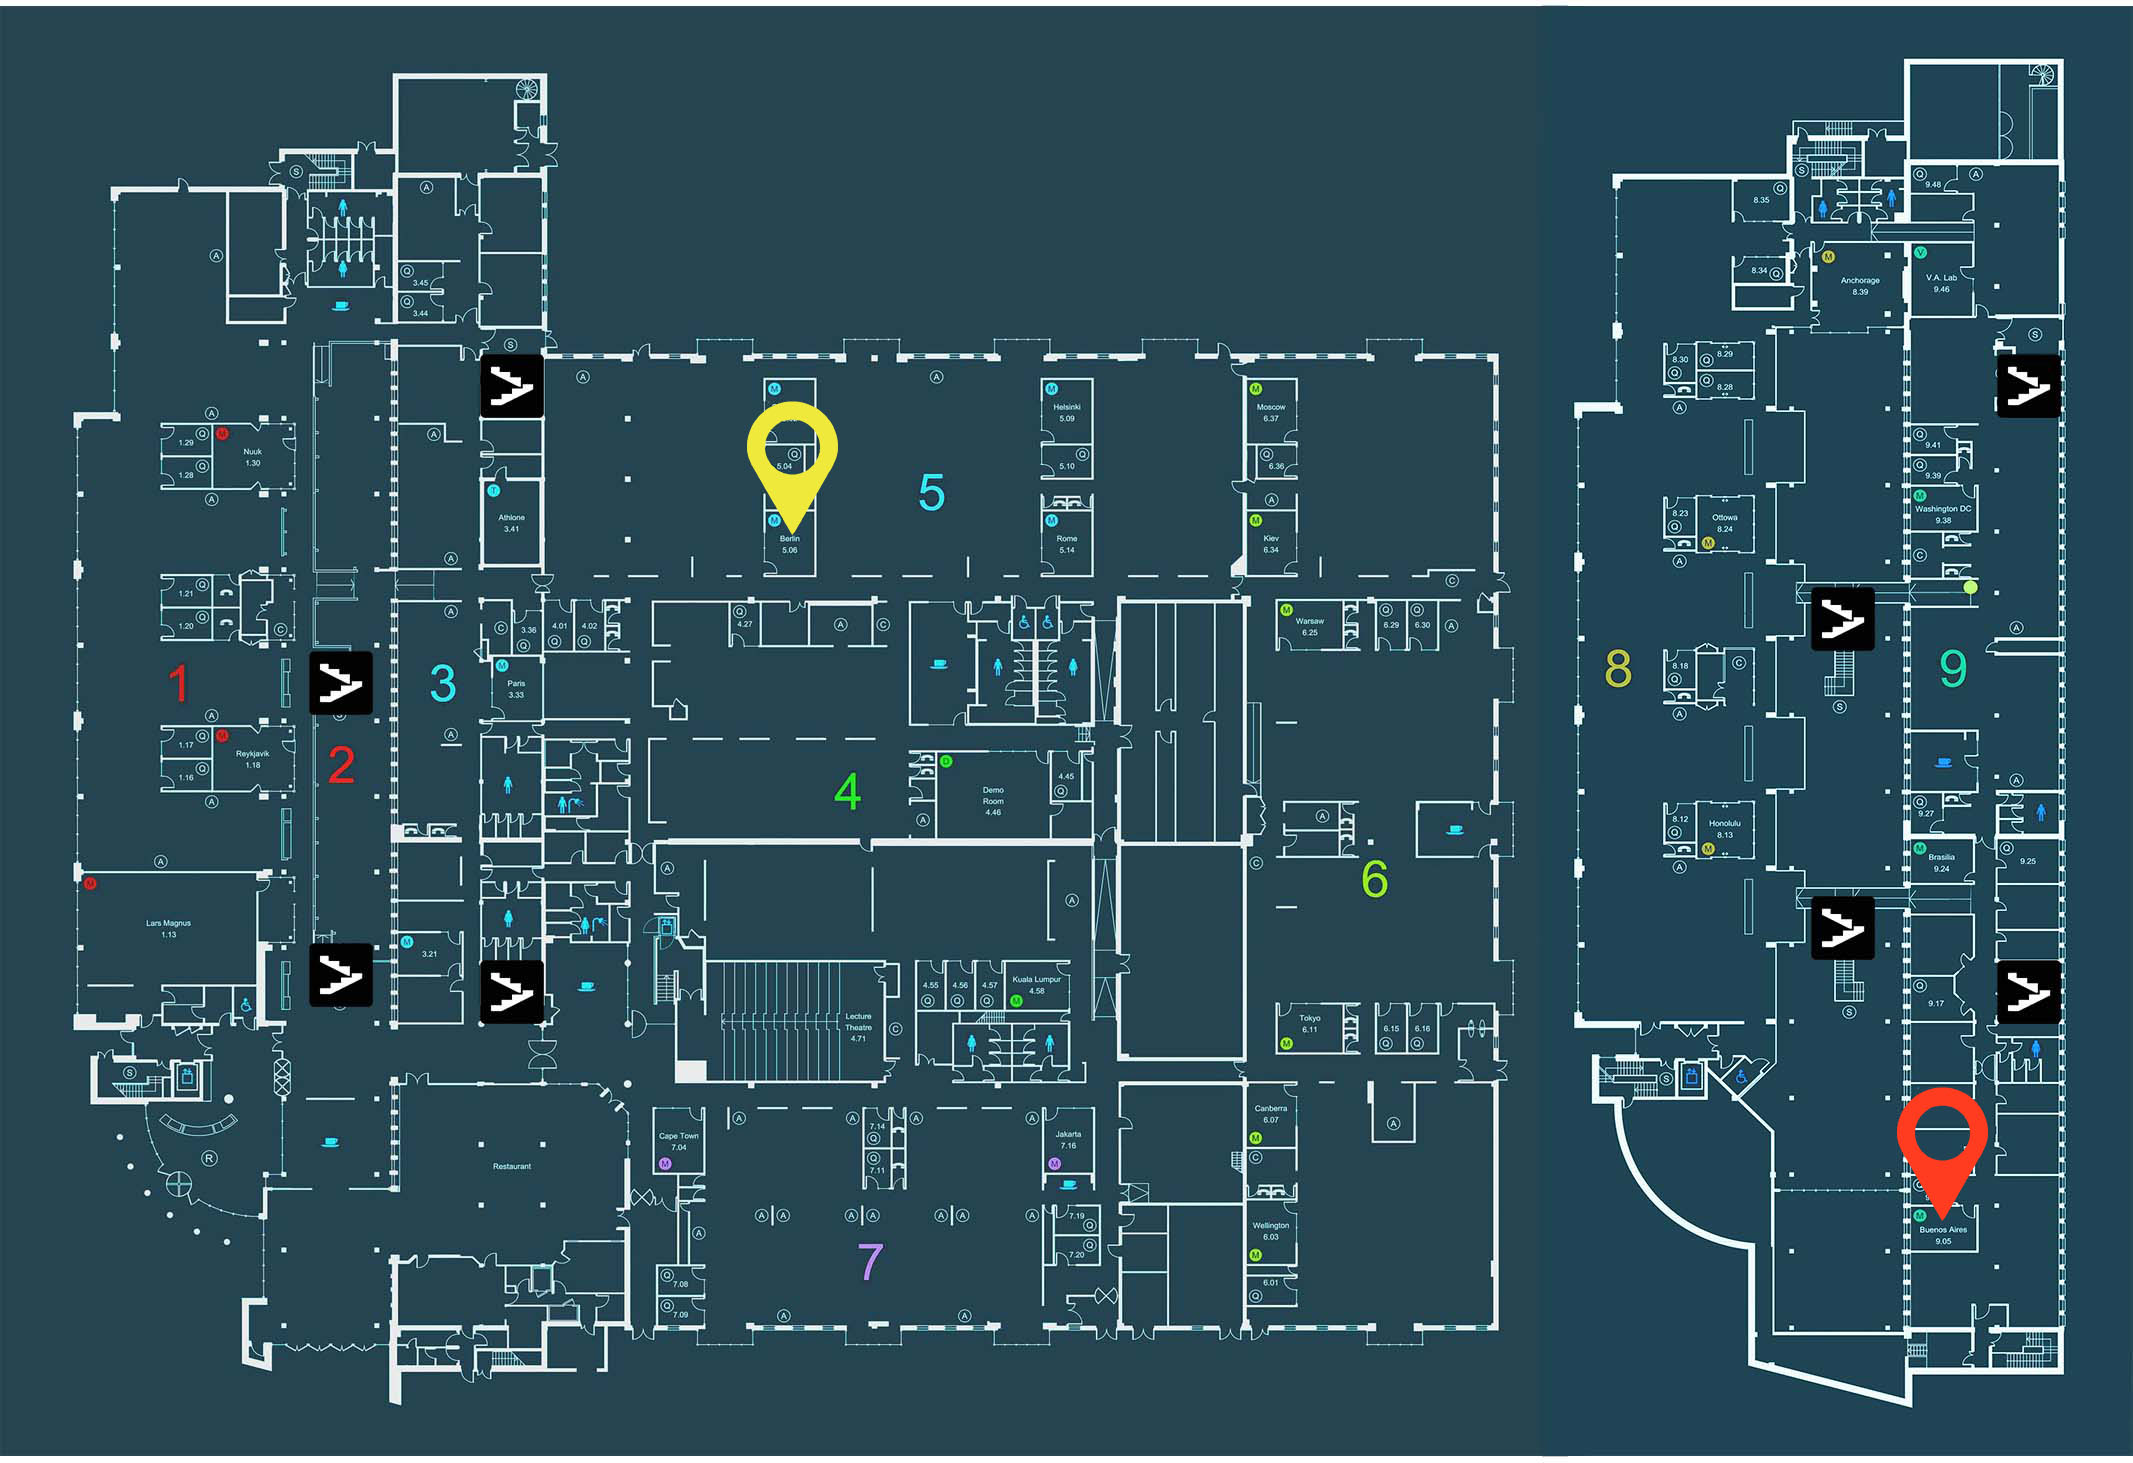 S
A
A
Q
3.45
Q
3.44
S
A
A
M
M
Helsinki
5.09
M
Moscow
6.37
A
A
1.29
Q
M
Nuuk
1.30
1.28
Q
A
A
Q
5.04
Q
5.10
Q
6.36
5
T
Athlone
3.41
A
M
Berlin
5.06
M
Rome
5.14
M
Kiev
6.34
A
1.21
Q
1.20
Q
C
A
C
3.36
Q
4.01
Q
4.02
Q
Q
4.27
A
C
M
Warsaw
6.25
Q
6.29
Q
6.30
A
C
1
3
M
Paris
3.33
A
A
1.17
Q
M
Reykjavik
1.18
1.16
Q
A
2
4
D
Demo
Room
4.46
4.45
Q
A
A
A
C
6
A
M
Lars Magnus
1.13
M
3.21
A
A
4.55
Q
4.56
Q
4.57
Q
Kuala Lumpur
4.58
M
Lecture
Theatre
4.71
C
Tokyo
6.11
M
6.15
Q
6.16
Q
S
R
Restaurant
Cape Town
7.04
M
A
A
7.14
Q
Q
7.11
A
Jakarta
7.16
M
Canberra
6.07
M
C
A
A
A
A
A
A
A
A
A
7
7.19
Q
Q
7.20
Wellington
6.03
M
6.01
Q
Q
7.08
Q
7.09
A
A
S
Q
8.35
8.34
Q
M
Anchorage
8.39
Q
9.48
A
V
V.A. Lab
9.46
S
8.30
Q
Q
8.29
Q
8.28
A
Q
9.41
Q
9.39
M
Washington DC
9.38
C
8.23
Q
Ottowa
8.24
M
A
A
8
8.18
Q
C
A
S
9
A
Q
9.27
8.12
Q
Honolulu
8.13
M
A
M
Brasilia
9.24
Q
9.25
Q
9.17
S
S
Q
M
Buenos Aires
9.05